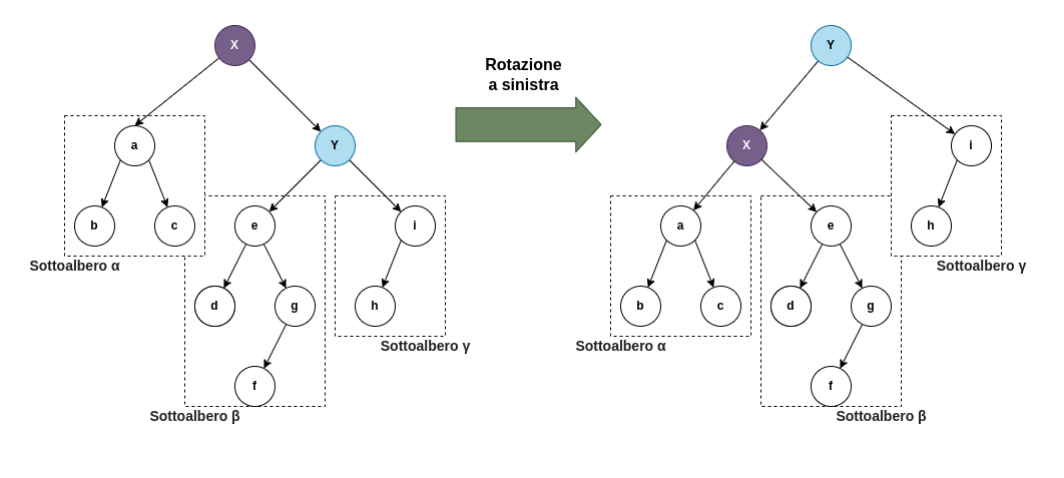 X
Y
Rotazione
a sinistra
a
Y
X
i
b
c
e
i
a
e
h
Sottoalbero α
Sottoalbero γ
d
g
h
b
c
d
g
Sottoalbero γ
Sottoalbero α
f
f
Sottoalbero β
Sottoalbero β